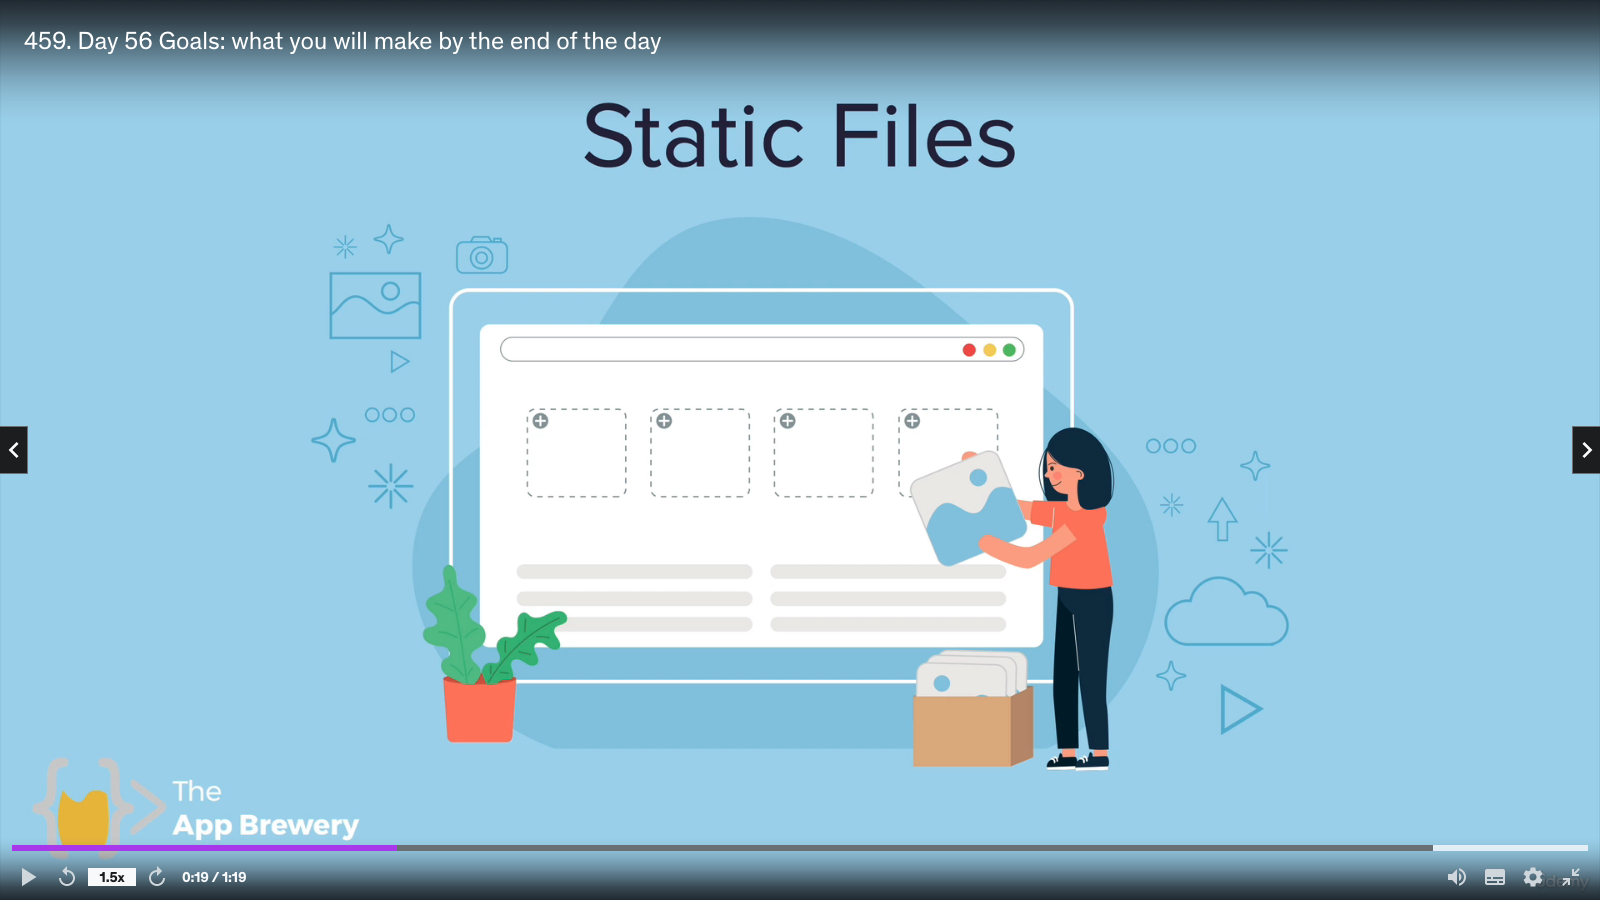 459. Day 56 Goals: what you will make by the end of the day
Static Files
The
App Brewery
1.5x
0:19 / 1:19